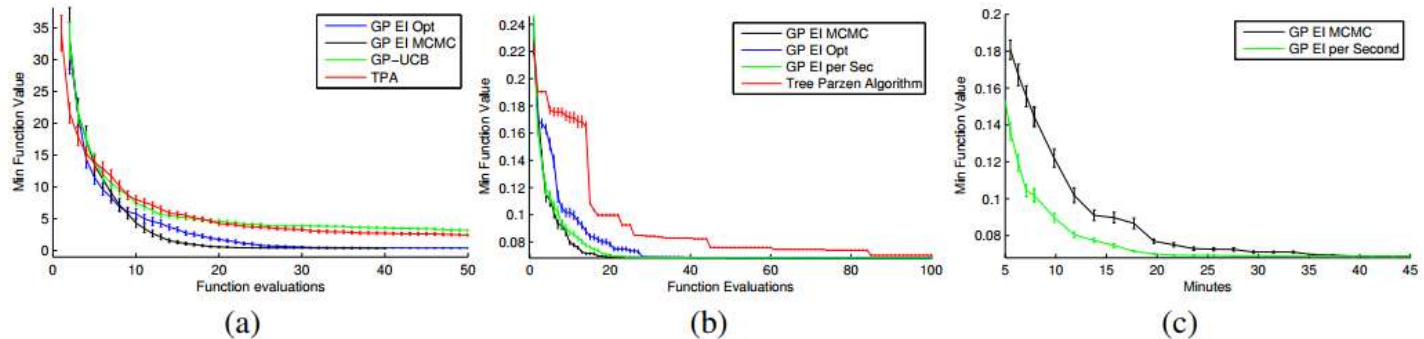 Min Function Value
35
30
25
20
15
10
5
0
GP EI Opt
GP EI MCMC
GP−UCB
TPA
0 10 20 30 40 50
Function evaluations
(a)
Min Function Value
0.24
0.22
0.2
0.18
0.16
0.14
0.12
0.1
0.08
GP EI MCMC
GP EI Opt
GP EI per Sec
Tree Parzen Algorithm
0 20 40 60 80 100
Function Evaluations
(b)
Min Function Value
0.2
0.18
0.16
0.14
0.12
0.1
0.08
GP EI MCMC
GP EI per Second
5 10 15 20 25 30 35 40 45
Minutes
(c)